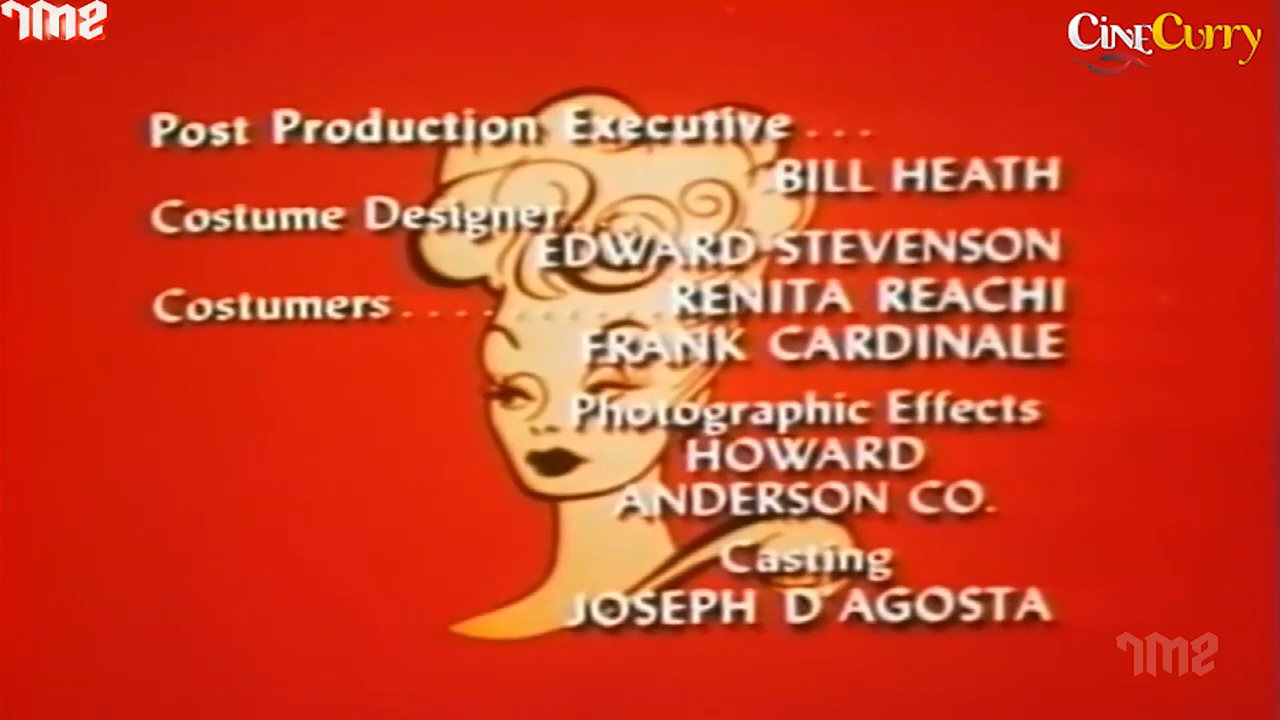 CineCurry
Post Production Executive ...
BILL HEATH
Costume Designer
EDWARD STEVENSON
Costumers ............ RENITA REACHI
FRANK CARDINALE
Photographic Effects
HOWARD
ANDERSON CO.
Casting
JOSEPH D AGOSTA